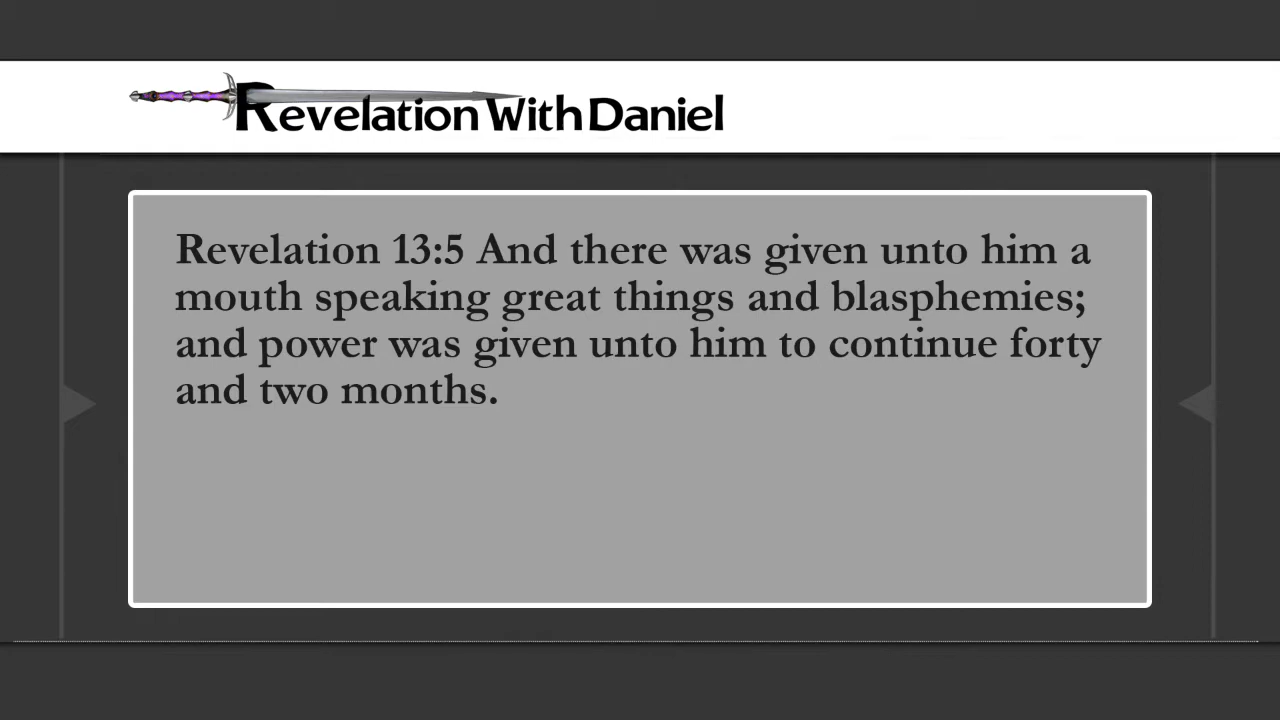 Revelation With Daniel
Revelation 13:5 And there was given unto him a
mouth speaking great things and blasphemies;
and power was given unto him to continue forty
and two months.